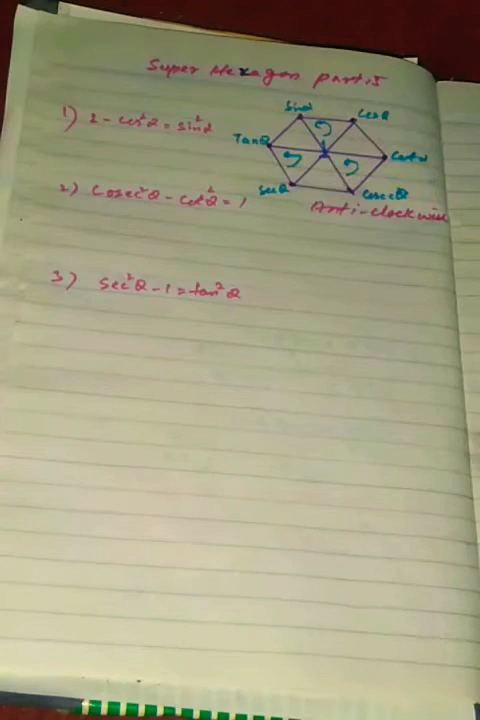 Super Hexagon part:5
1) 1 - cos²θ = sin²θ
Sinθ
Cosθ
Tanθ
1
Cotθ
secθ
cosecθ
Anti-clockwise
2) Cosec²θ - cot²θ = 1
3) sec²θ - 1 = tan²θ